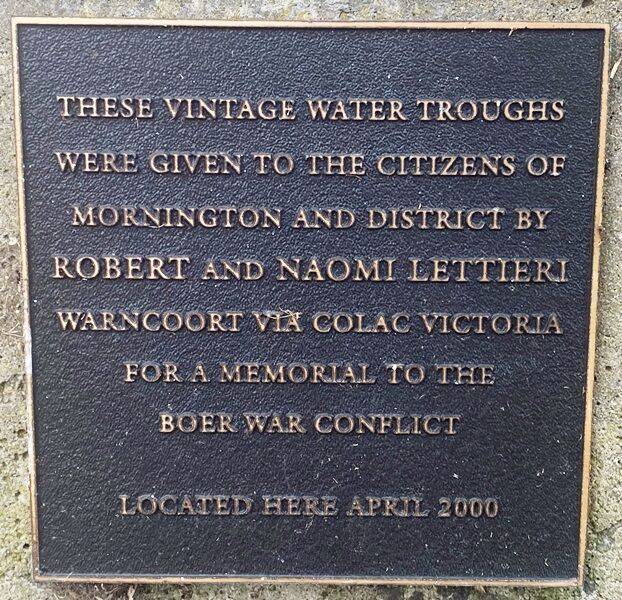 THESE VINTAGE WATER TROUGHS
WERE GIVEN TO THE CITIZENS OF
MORNINGTON AND DISTRICT BY
ROBERT AND NAOMI LETTIERI
WARNCOORT VIA COLAC VICTORIA
FOR A MEMORIAL TO THE
BOER WAR CONFLICT
LOCATED HERE APRIL 2000